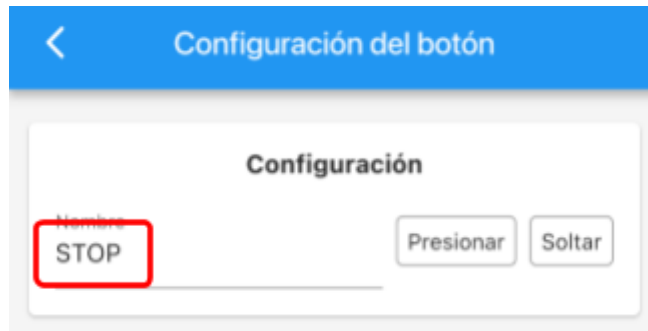 Configuración del botón
Configuración
Nombre
STOP
Presionar
Soltar